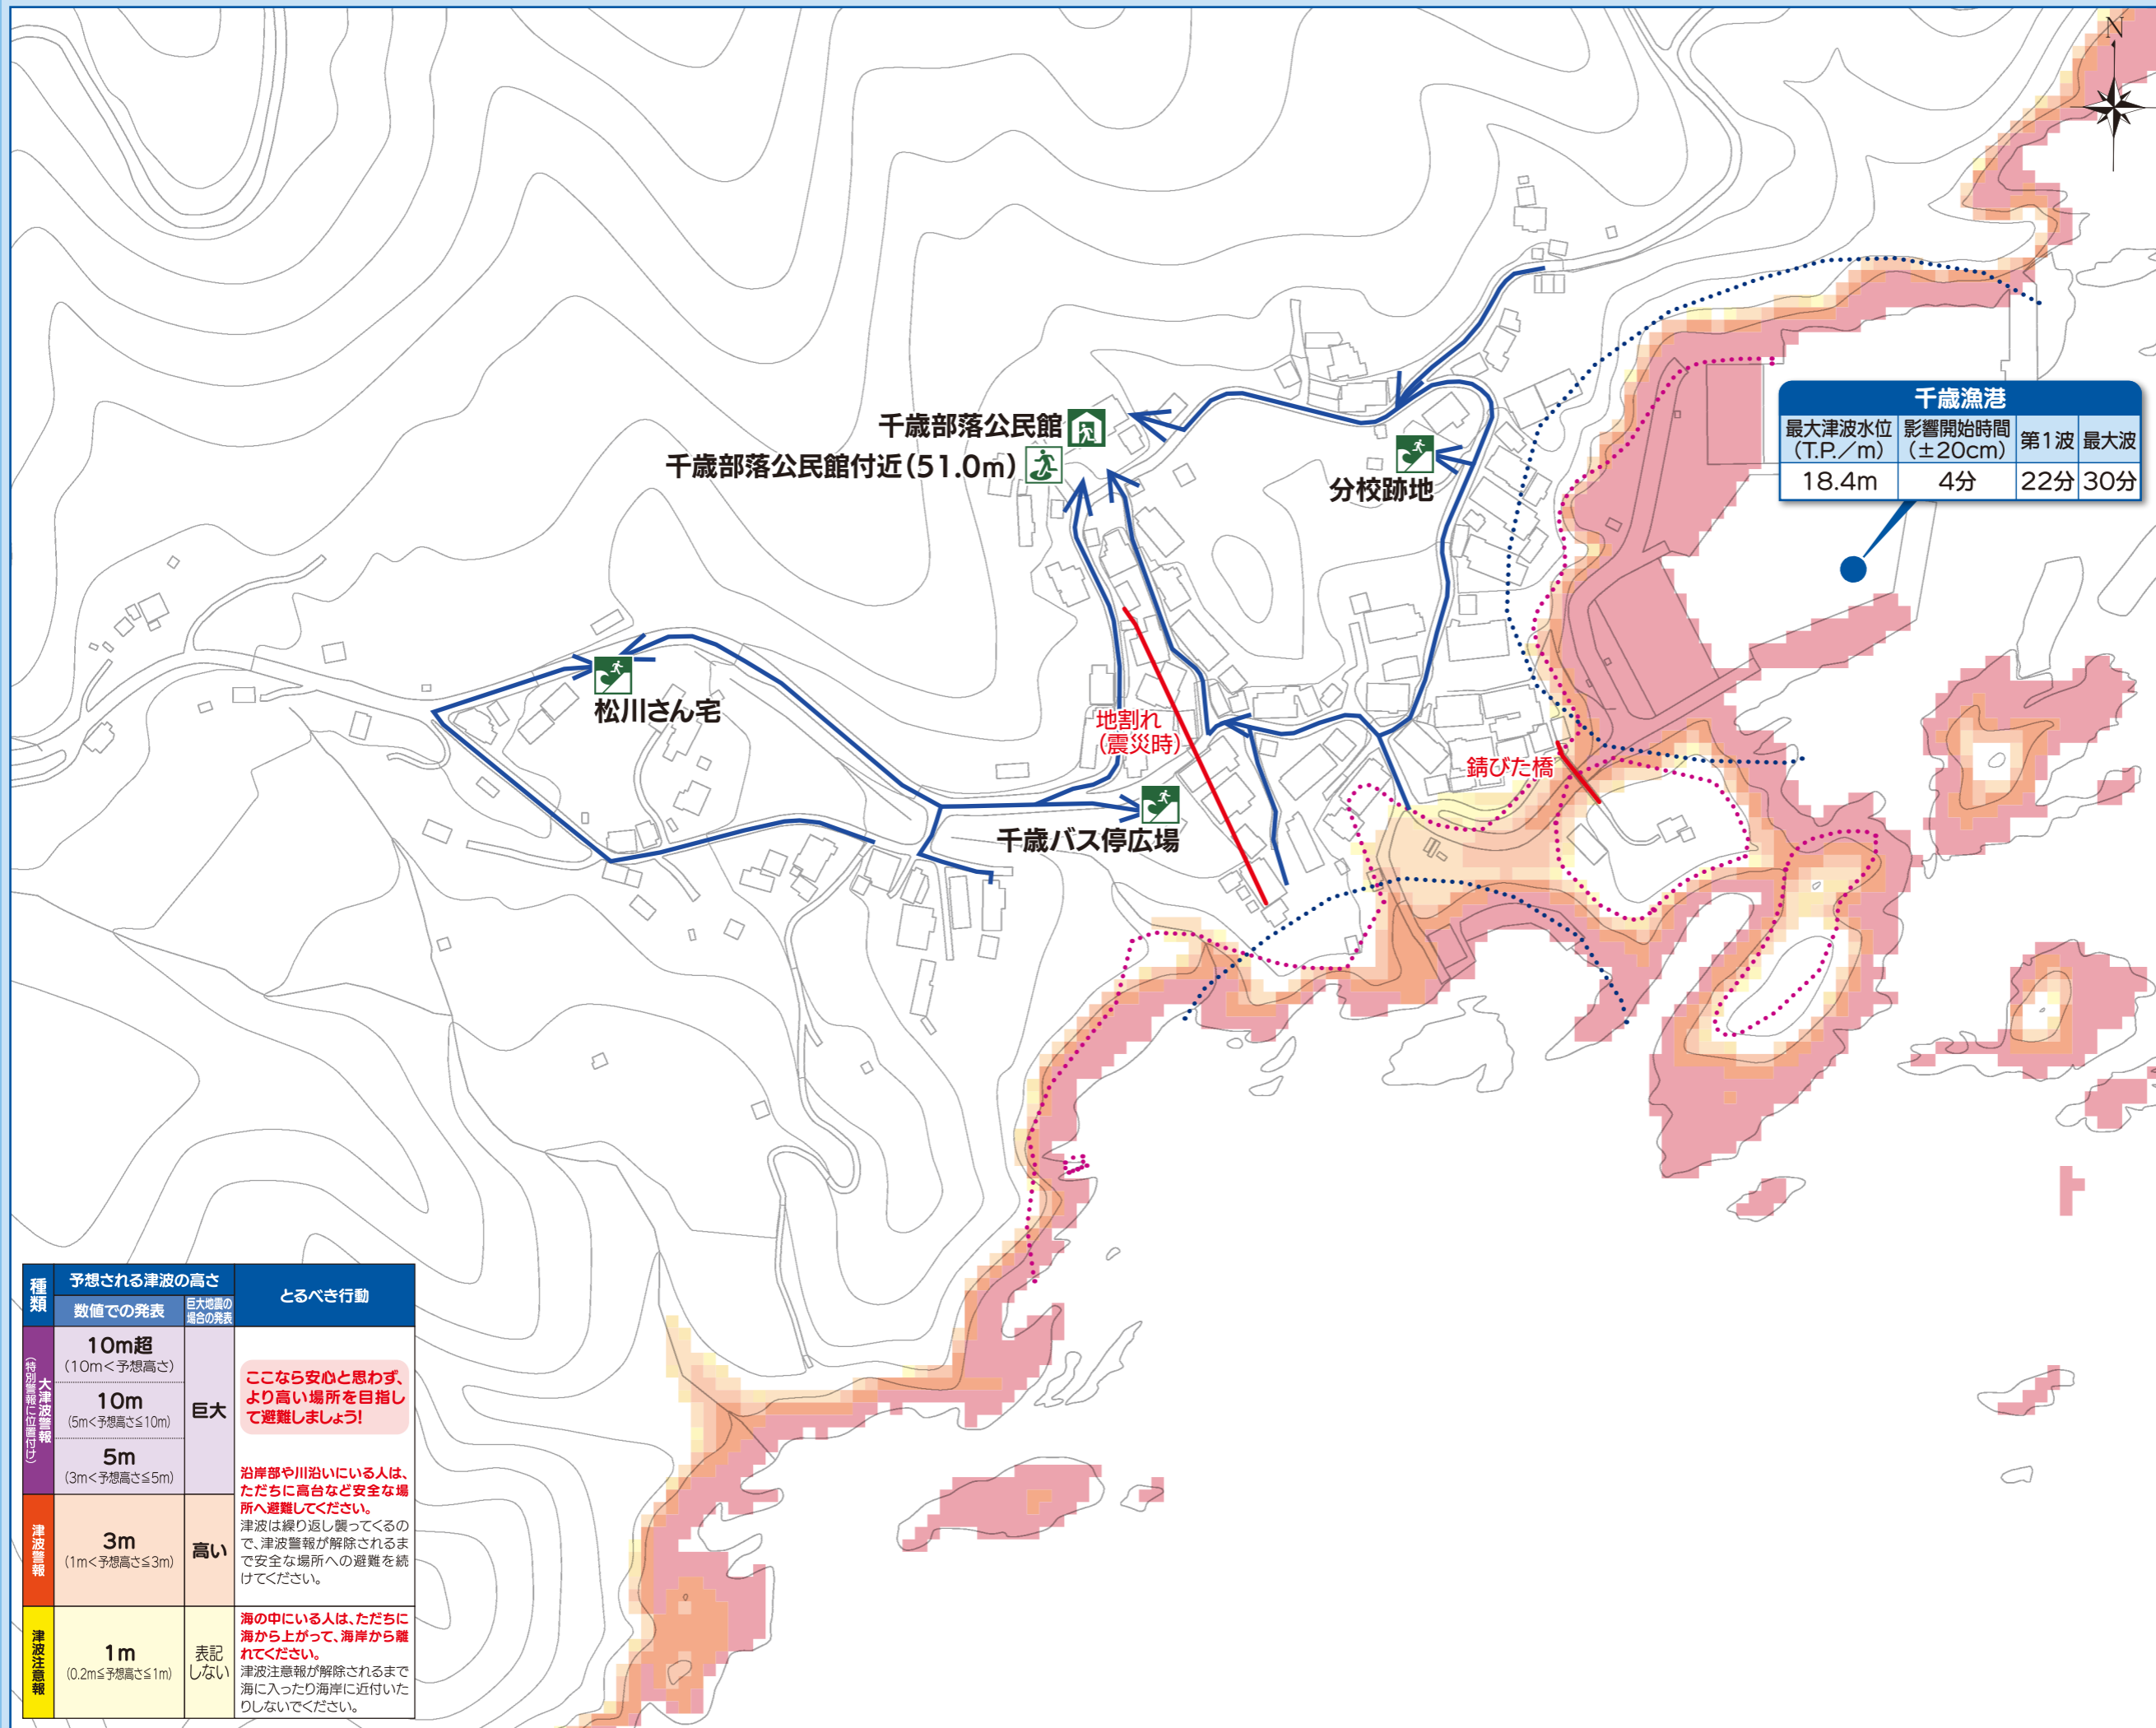 N
千歳部落公民館
千歳部落公民館付近(51.0m)
分校跡地
千歳漁港
最大津波水位
(T.P./m)
影響開始時間
(±20cm)
第1波
最大波
18.4m
4分
22分
30分
松川さん宅
地割れ
(震災時)
錆びた橋
千歳バス停広場
種類
予想される津波の高さ
とるべき行動
数値での発表
巨大地震の
場合の発表
大津波警報
(特別警報に位置付け)
10m超
(10m<予想高さ)
10m
(5m<予想高さ≦10m)
5m
(3m<予想高さ≦5m)
巨大
ここなら安心と思わず、
より高い場所を目指し
て避難しましょう!
沿岸部や川沿いにいる人は、
ただちに高台など安全な場
所へ避難してください。
津波は繰り返し襲ってくるの
で、津波警報が解除されるま
で安全な場所への避難を続
けてください。
津波警報
3m
(1m<予想高さ≦3m)
高い
津波注意報
1m
(0.2m≦予想高さ≦1m)
表記
しない
海の中にいる人は、ただちに
海から上がって、海岸から離
れてください。
津波注意報が解除されるまで
海に入ったり海岸に近付いた
りしないでください。